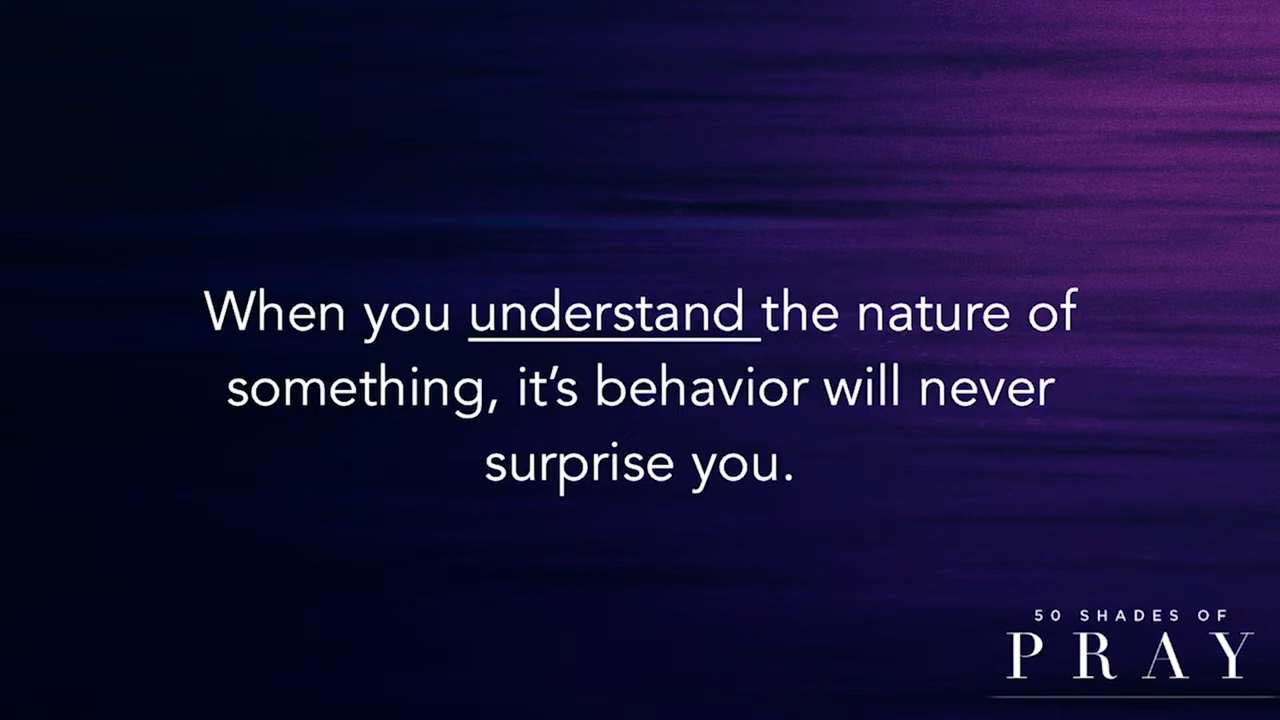 When you understand the nature of
something, it’s behavior will never
surprise you.
50 SHADES OF
PRAY